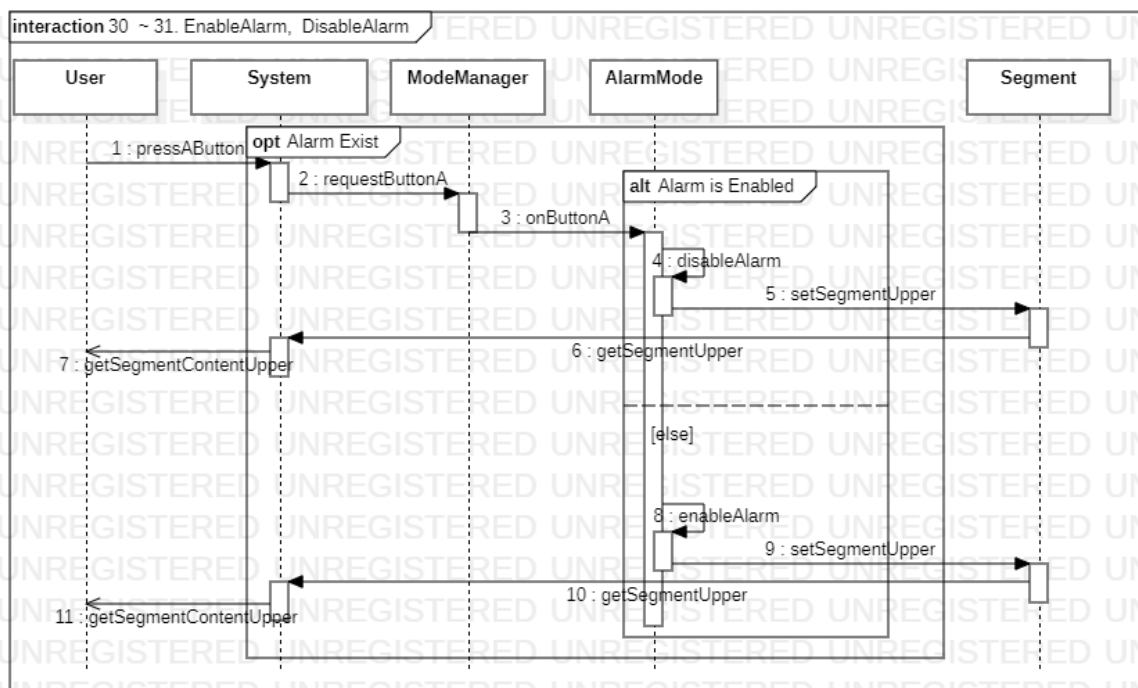 interaction 30 ~ 31. EnableAlarm, DisableAlarm
User
System
ModeManager
AlarmMode
Segment
opt Alarm Exist
1 : pressAButton
2 : requestButtonA
alt Alarm is Enabled
3 : onButtonA
4 : disableAlarm
5 : setSegmentUpper
6 : getSegmentUpper
7 : getSegmentContentUpper
[else]
8 : enableAlarm
9 : setSegmentUpper
10 : getSegmentUpper
11 : getSegmentContentUpper
UNREGISTERED